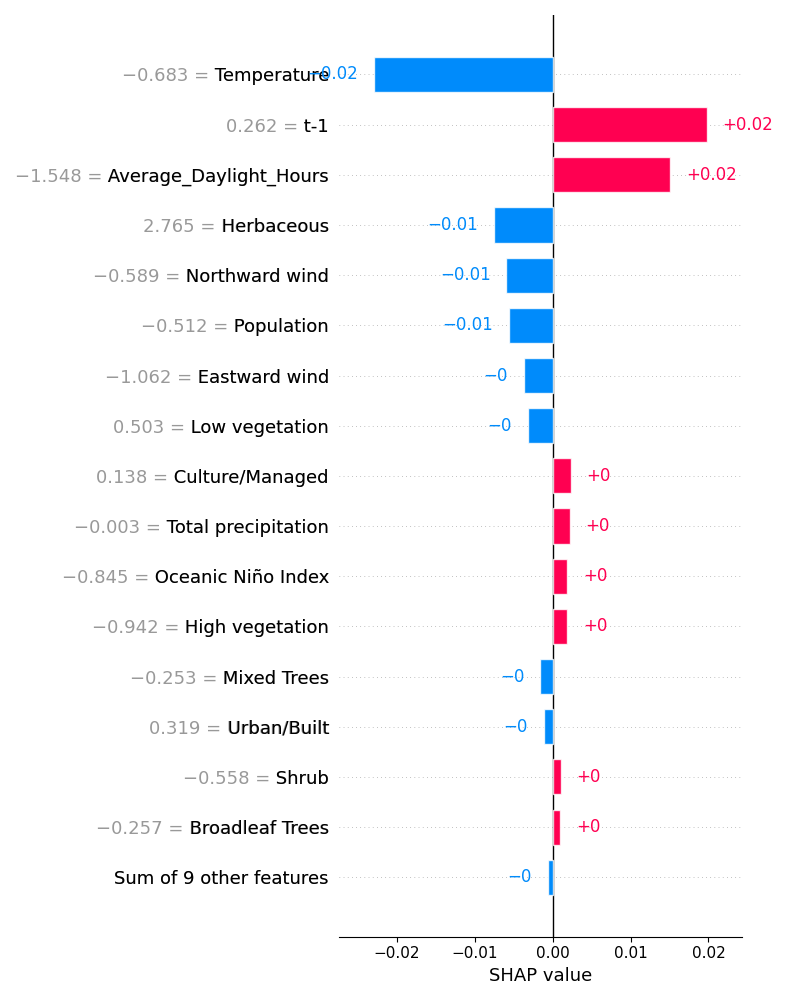 −0.683 = Temperature −0.02
0.262 = t-1 +0.02
−1.548 = Average_Daylight_Hours +0.02
2.765 = Herbaceous −0.01
−0.589 = Northward wind −0.01
−0.512 = Population −0.01
−1.062 = Eastward wind −0
0.503 = Low vegetation −0
0.138 = Culture/Managed +0
−0.003 = Total precipitation +0
−0.845 = Oceanic Niño Index +0
−0.942 = High vegetation +0
−0.253 = Mixed Trees −0
0.319 = Urban/Built −0
−0.558 = Shrub +0
−0.257 = Broadleaf Trees +0
Sum of 9 other features −0
−0.02 −0.01 0.00 0.01 0.02
SHAP value